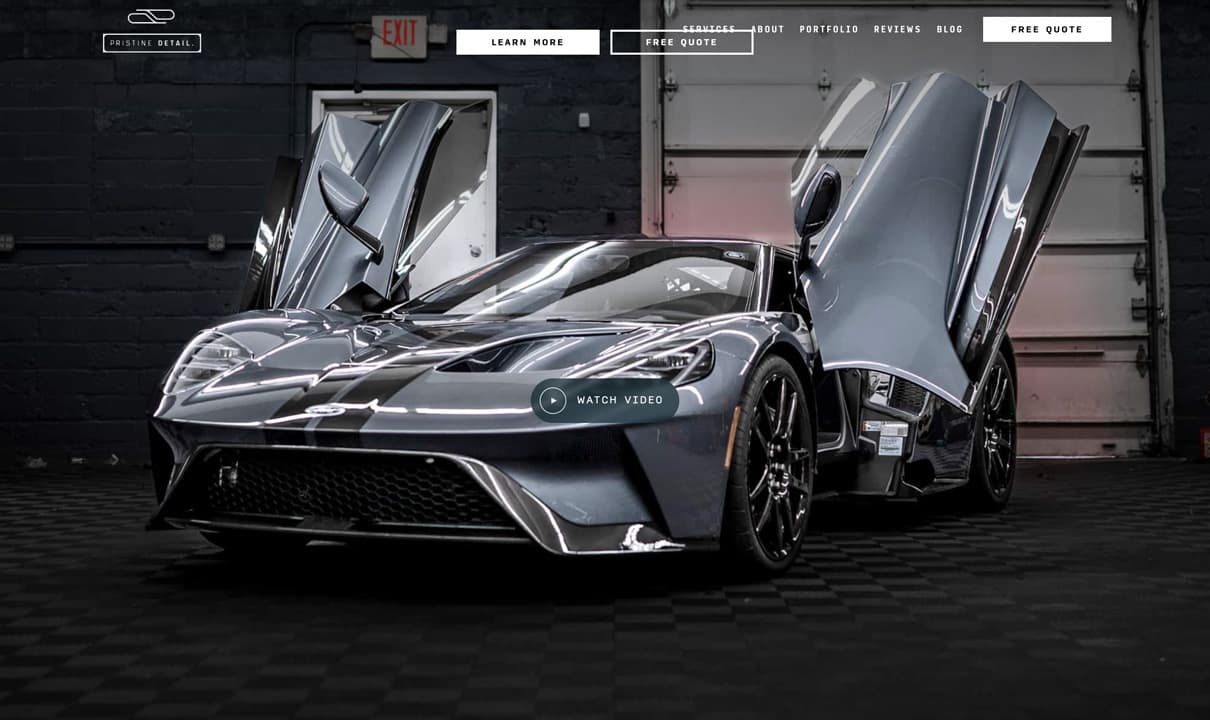 PRISTINE DETAIL.
EXIT
LEARN MORE
FREE QUOTE
SERVICES
ABOUT
PORTFOLIO
REVIEWS
BLOG
FREE QUOTE
WATCH VIDEO